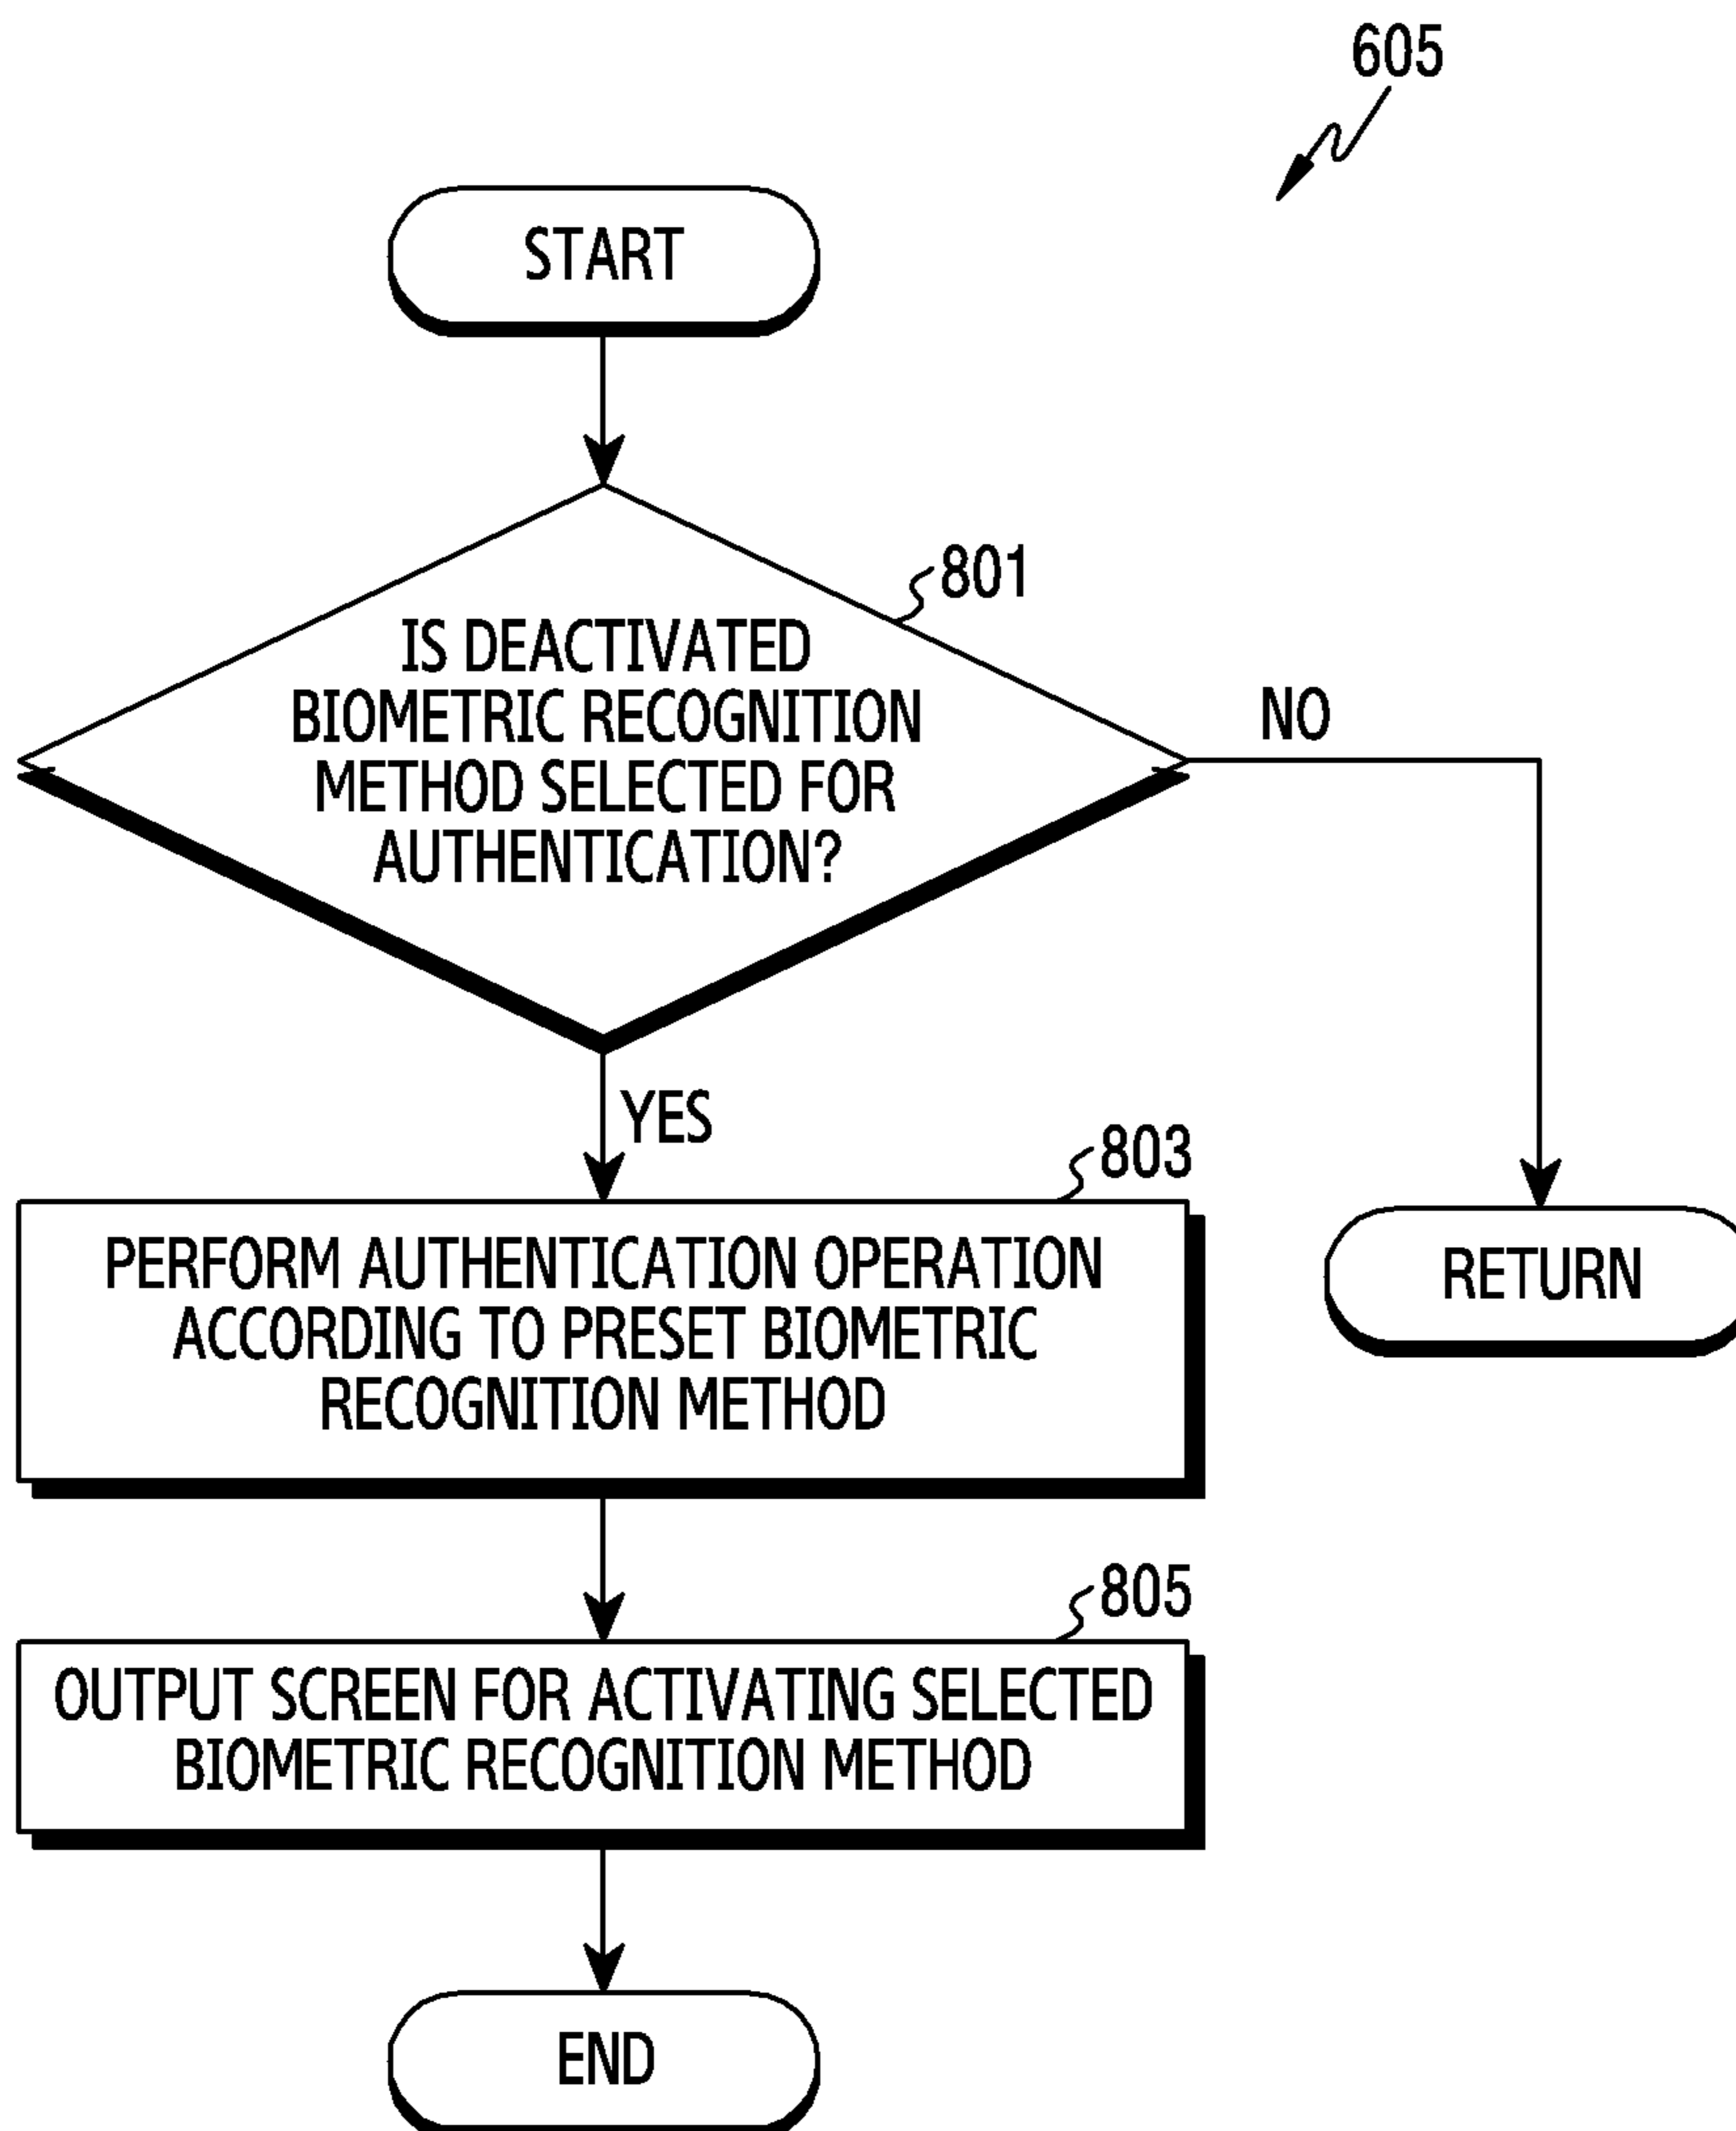 605
START
801
IS DEACTIVATED
BIOMETRIC RECOGNITION
METHOD SELECTED FOR
AUTHENTICATION?
NO
YES
803
PERFORM AUTHENTICATION OPERATION
ACCORDING TO PRESET BIOMETRIC
RECOGNITION METHOD
RETURN
805
OUTPUT SCREEN FOR ACTIVATING SELECTED
BIOMETRIC RECOGNITION METHOD
END